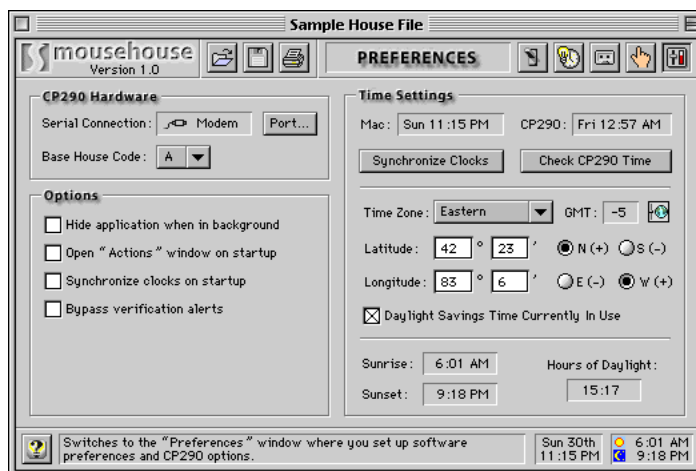 Sample House File
mousehouse
Version 1.0
PREFERENCES
CP290 Hardware
Serial Connection: Modem Port...
Base House Code: A
Options
Hide application when in background
Open "Actions" window on startup
Synchronize clocks on startup
Bypass verification alerts
Time Settings
Mac: Sun 11:15 PM CP290: Fri 12:57 AM
Synchronize Clocks Check CP290 Time
Time Zone: Eastern GMT: -5
Latitude: 42 ° 23 ′ N (+) S (-)
Longitude: 83 ° 6 ′ E (-) W (+)
Daylight Savings Time Currently In Use
Sunrise: 6:01 AM Hours of Daylight:
Sunset: 9:18 PM 15:17
Switches to the "Preferences" window where you set up software
preferences and CP290 options.
Sun 30th 6:01 AM
11:15 PM 9:18 PM